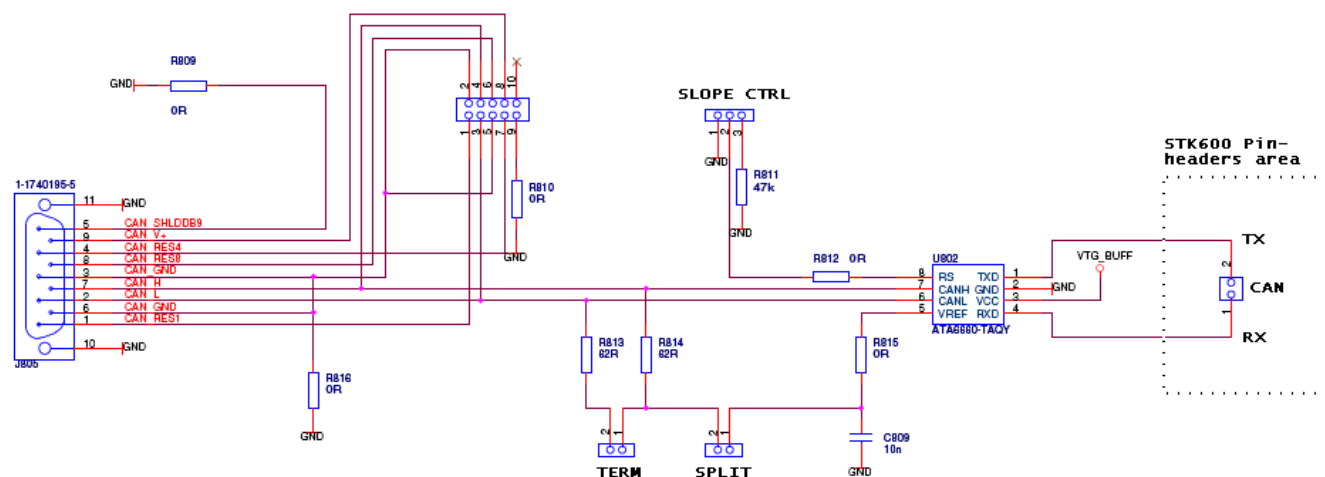 R809
GND
0R
2 4 6 8 10
1 3 5 7 9
R810
0R
GND
SLOPE CTRL
1 2 3
GND
R811
47k
GND
STK600 Pin-
headers area
1-1740195-5
11 GND
5 CAN_SHLDDB9
9 CAN_V+
4 CAN_RES4
8 CAN_RES8
3 CAN_GND
7 CAN_H
2 CAN_L
6 CAN_GND
1 CAN_RES1
10 GND
J805
R812 0R
U802
8 RS TXD 1
7 CANH GND 2 GND
6 CANL VCC 3
5 VREF RXD 4
ATA6660-TAQY
VTG_BUFF
TX
2
CAN
1
RX
R813
62R
R814
62R
R815
0R
R816
0R
GND
2 1
TERM
2 1
SPLIT
C809
10n
GND